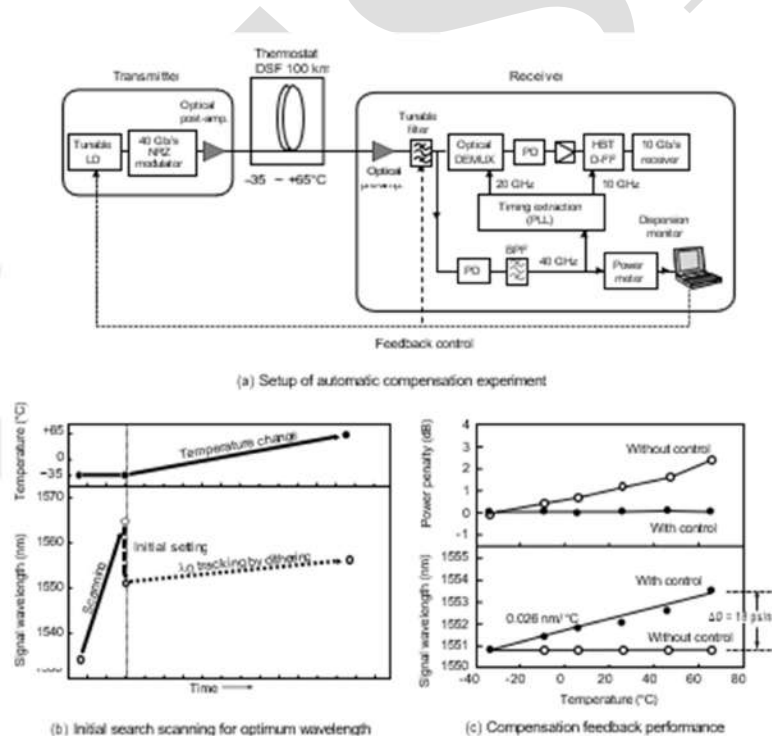 Thermostat
DSF 100 km
Transmitter
Receiver
Optical
post-amp.
Tunable
filter
Tunable
LD
40 Gb/s
NRZ
modulator
Optical
DEMUX
PD
HBT
D-FF
10 Gb/s
receiver
-35 ~ +65°C
Optical
20 GHz
10 GHz
Timing extraction
(PLL)
Dispersion
monitor
BPF
PD
40 GHz
Power
meter
Feedback control
(a) Setup of automatic compensation experiment
Temperature (°C)
+65
0
-35
Temperature change
Signal wavelength (nm)
1570
1560
1550
1540
Scanning
Initial setting
λ0 tracking by dithering
Time
(b) Initial search scanning for optimum wavelength
Power penalty (dB)
4
3
2
1
0
-1
Without control
With control
Signal wavelength (nm)
1555
1554
1553
1552
1551
1550
With control
0.026 nm/°C
Without control
-40
-20
0
20
40
60
80
Temperature (°C)
(c) Compensation feedback performance